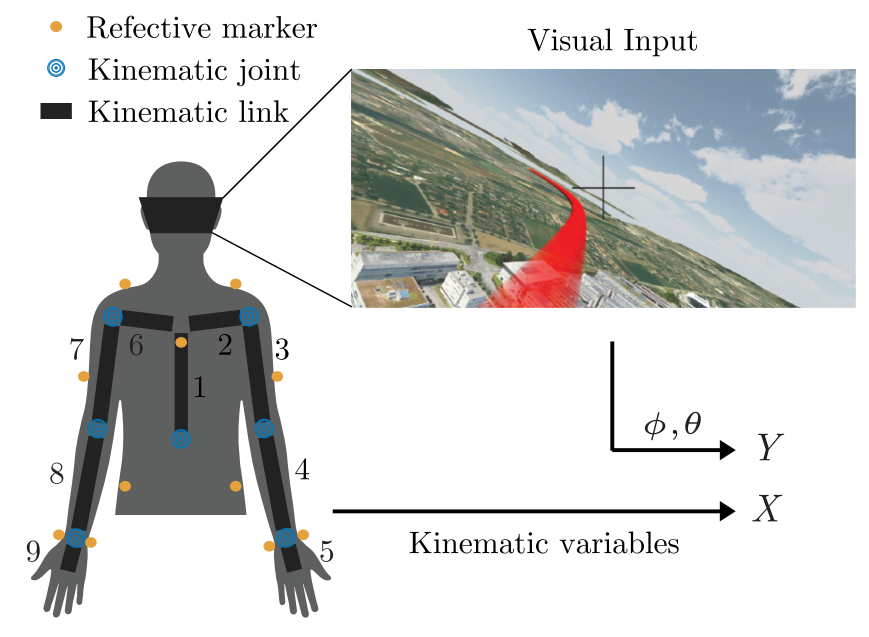 Refective marker
Kinematic joint
Kinematic link
Visual Input
7
6
2
3
1
8
4
9
5
ϕ, θ
Y
X
Kinematic variables